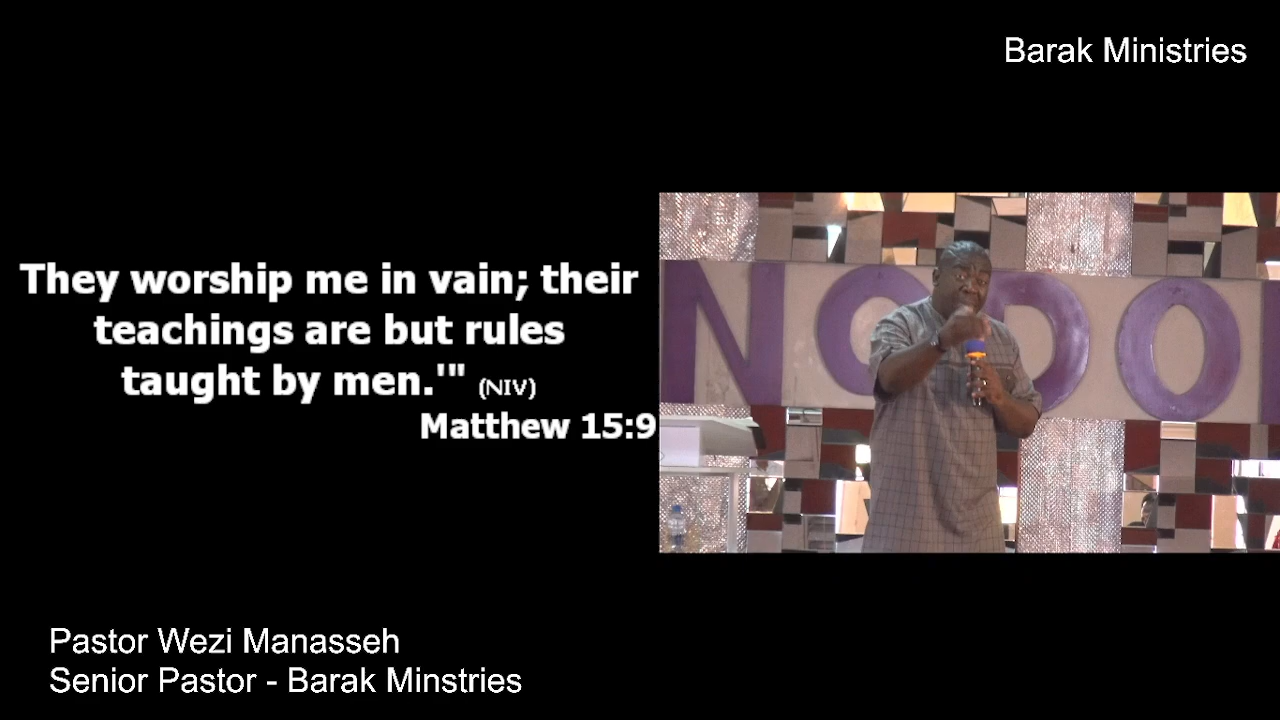 Barak Ministries
They worship me in vain; their
teachings are but rules
taught by men.'" (NIV)
Matthew 15:9
NODO
Pastor Wezi Manasseh
Senior Pastor - Barak Minstries